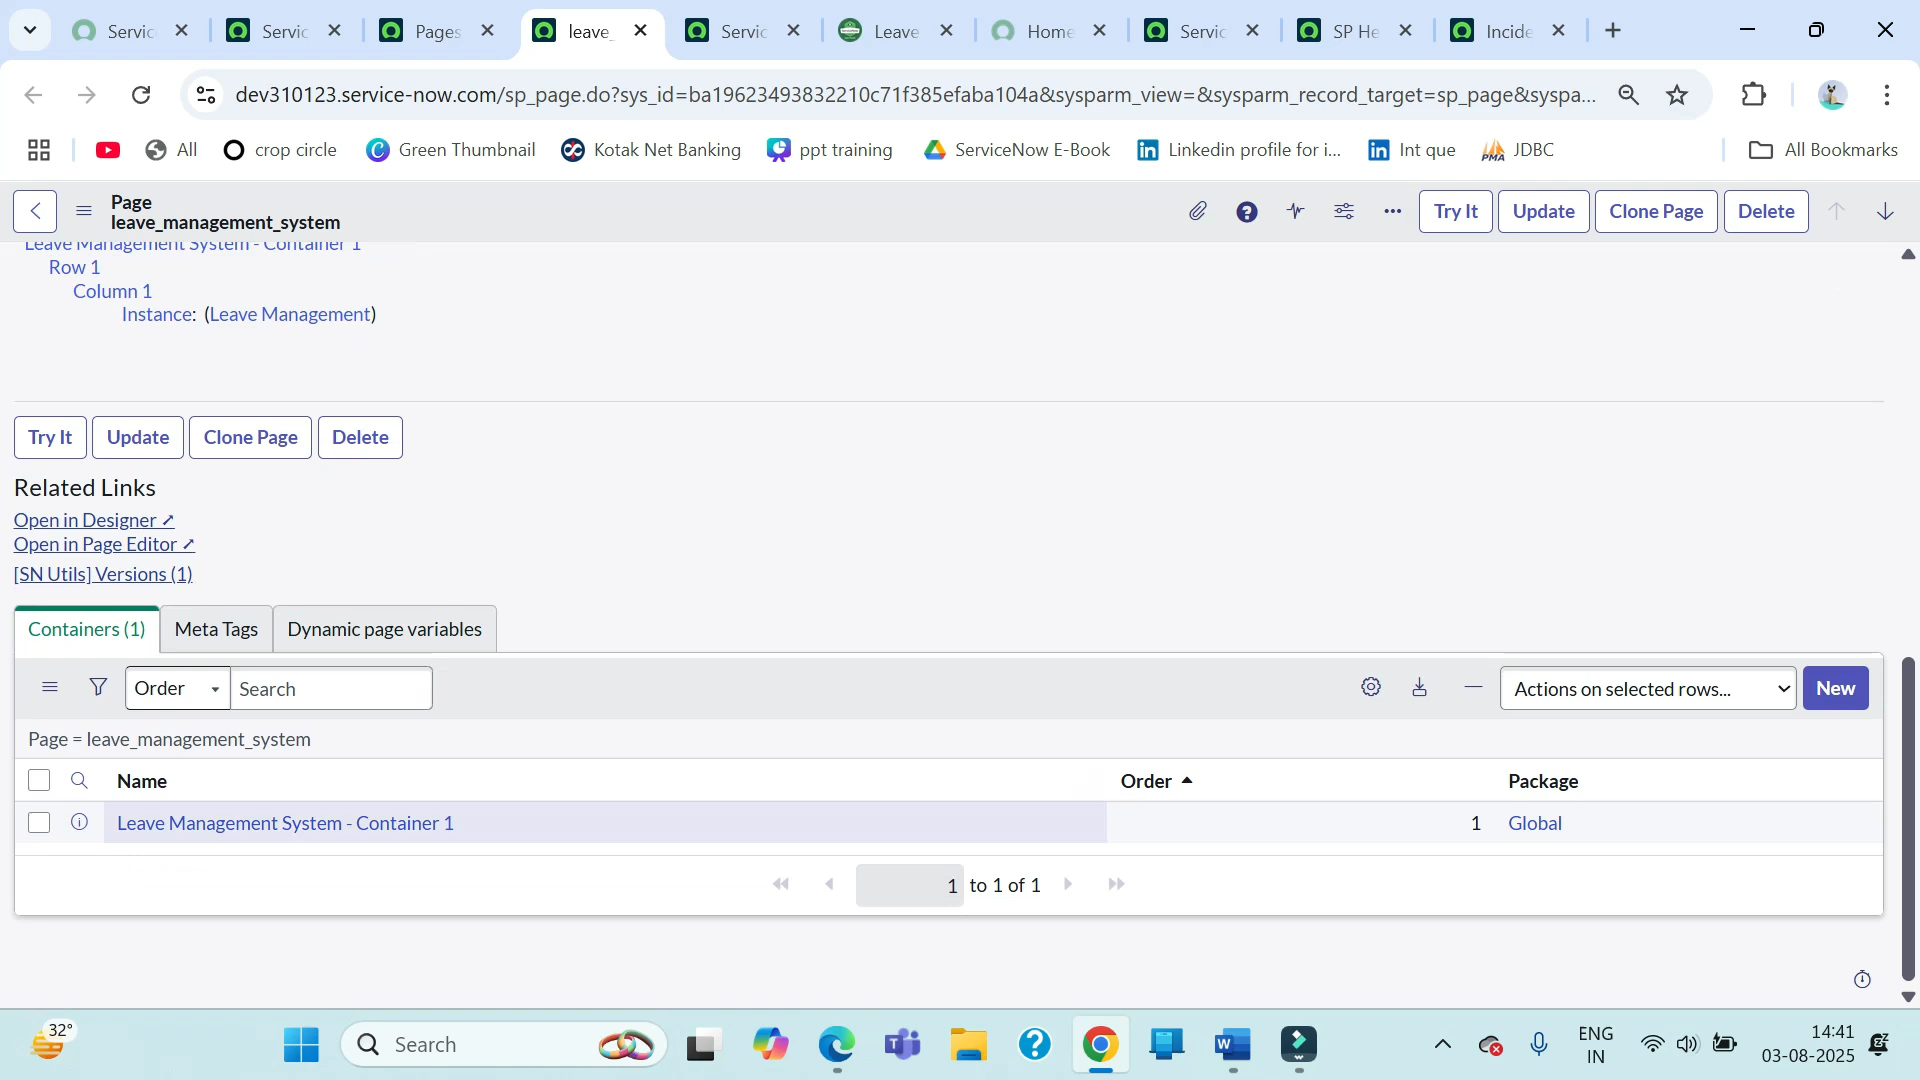 Servic
Servic
Pages
leave_
Servic
Leave
Home
Servic
SP He
Incide
dev310123.service-now.com/sp_page.do?sys_id=ba19623493832210c71f385efaba104a&sysparm_view=&sysparm_record_target=sp_page&syspa...
All
crop circle
Green Thumbnail
Kotak Net Banking
ppt training
ServiceNow E-Book
Linkedin profile for i...
Int que
JDBC
All Bookmarks
Page
leave_management_system
Try It
Update
Clone Page
Delete
Leave Management System - Container 1
Row 1
Column 1
Instance: (Leave Management)
Try It
Update
Clone Page
Delete
Related Links
Open in Designer ➚
Open in Page Editor ➚
[SN Utils] Versions (1)
Containers (1)
Meta Tags
Dynamic page variables
Order
Search
Actions on selected rows...
New
Page = leave_management_system
Name
Order
Package
Leave Management System - Container 1
1
Global
1 to 1 of 1
32°
Search
ENG
IN
14:41
03-08-2025